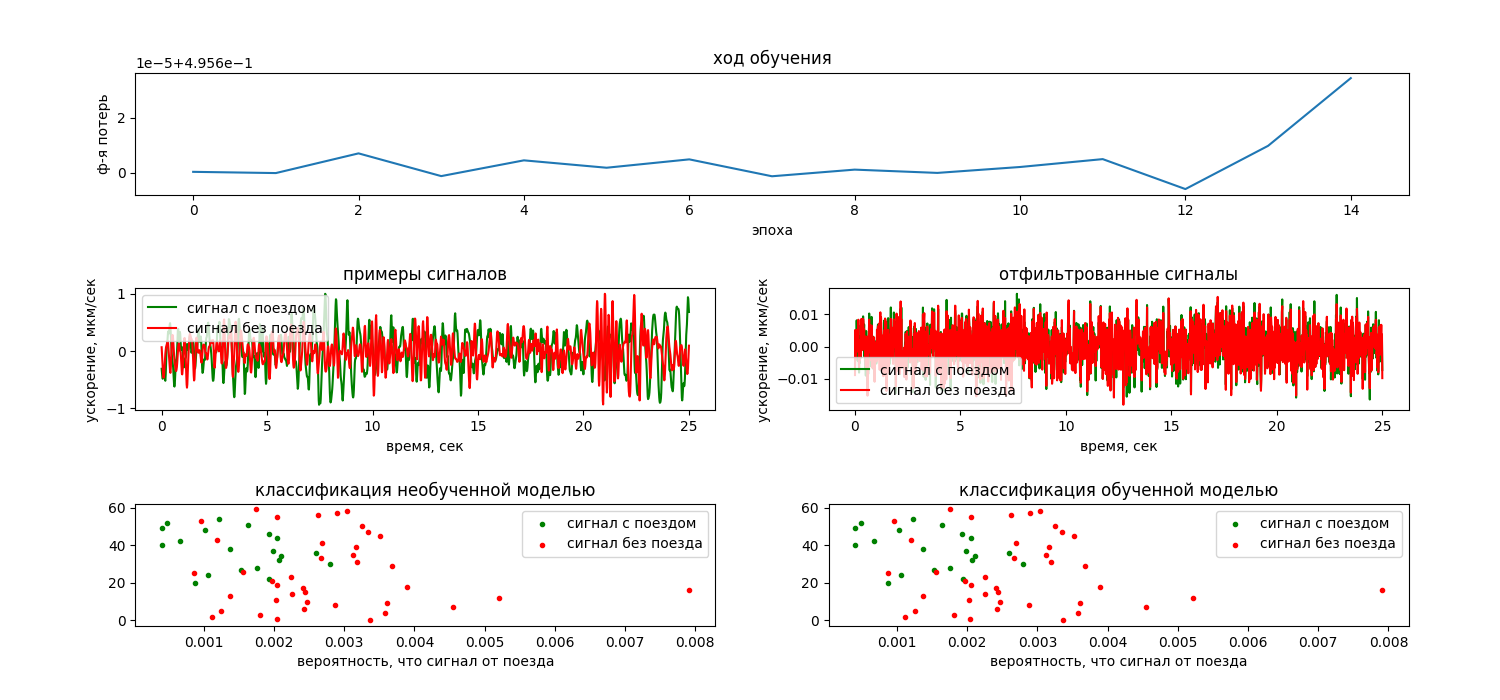 ход обучения
1e−5+4.956e−1
ф-я потерь
2
0
0 2 4 6 8 10 12 14
эпоха
примеры сигналов
ускорение, мкм/сек
1
0
−1
сигнал с поездом
сигнал без поезда
0 5 10 15 20 25
время, сек
отфильтрованные сигналы
ускорение, мкм/сек
0.01
0.00
−0.01
сигнал с поездом
сигнал без поезда
0 5 10 15 20 25
время, сек
классификация необученной моделью
60
40
20
0
сигнал с поездом
сигнал без поезда
0.001 0.002 0.003 0.004 0.005 0.006 0.007 0.008
вероятность, что сигнал от поезда
классификация обученной моделью
60
40
20
0
сигнал с поездом
сигнал без поезда
0.001 0.002 0.003 0.004 0.005 0.006 0.007 0.008
вероятность, что сигнал от поезда